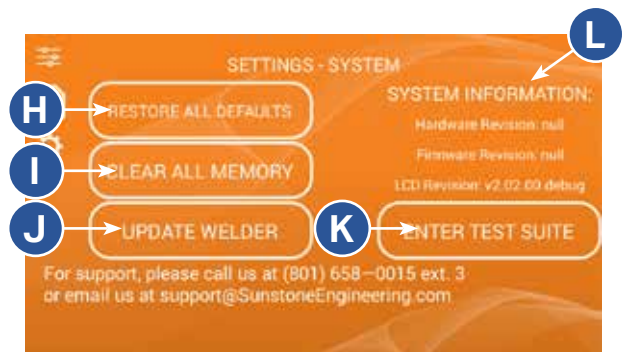 L
SETTINGS - SYSTEM
H
RESTORE ALL DEFAULTS
SYSTEM INFORMATION:
Hardware Revision: null
Firmware Revision: null
I
CLEAR ALL MEMORY
LCD Revision: v2.02.00 debug
J
UPDATE WELDER
K
ENTER TEST SUITE
For support, please call us at (801) 658-0015 ext. 3
or email us at support@SunstoneEngineering.com